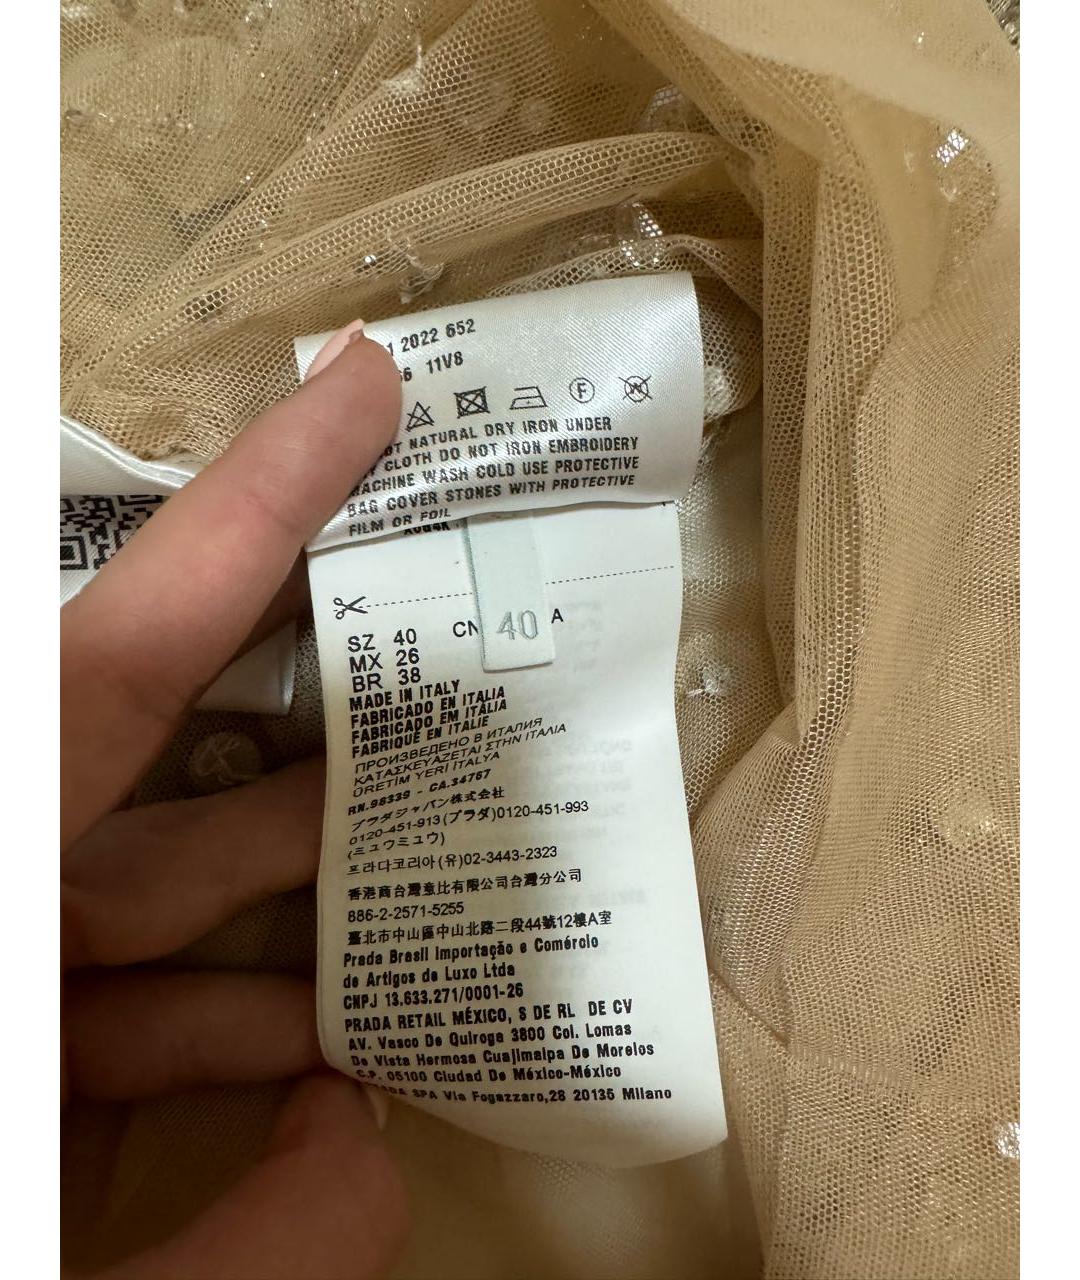 2022 652
11V8
F
W
NATURAL DRY IRON UNDER
CLOTH DO NOT IRON EMBROIDERY
MACHINE WASH COLD USE PROTECTIVE
BAG COVER STONES WITH PROTECTIVE
FILM OR FOIL
40
SZ 40
MX 26
BR 38
CN A
MADE IN ITALY
FABRICADO EN ITALIA
FABRICADO EM ITÁLIA
FABRIQUÉ EN ITALIE
ПРОИЗВЕДЕНО В ИТАЛИЯ
ΚΑΤΑΣΚΕΥΑΖΕΤΑΙ ΣΤΗΝ ΙΤΑΛΙΑ
ÜRETİM YERİ İTALYA
RN.98339 - CA.34767
プラダジャパン株式会社
0120-451-913(プラダ)0120-451-993
(ミュウミュウ)
프라다코리아(유)02-3443-2323
香港商台灣意比有限公司台灣分公司
886-2-2571-5255
臺北市中山區中山北路二段44號12樓A室
Prada Brasil Importação e Comércio
de Artigos de Luxo Ltda
CNPJ 13.633.271/0001-26
PRADA RETAIL MÉXICO, S DE RL DE CV
AV. Vasco De Quiroga 3800 Col. Lomas
De Vista Hermosa Cuajimalpa De Morelos
C.P. 05100 Ciudad De México-México
SPA Via Fogazzaro,28 20135 Milano